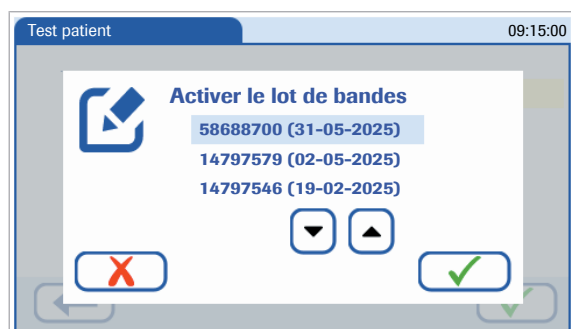 Test patient
09:15:00
Activer le lot de bandes
58688700 (31-05-2025)
14797579 (02-05-2025)
14797546 (19-02-2025)